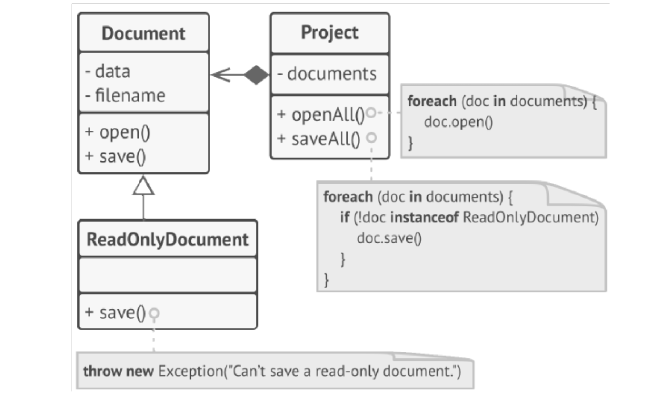 Document
- data
- filename
+ open()
+ save()
Project
- documents
+ openAll()
+ saveAll()
foreach (doc in documents) {
doc.open()
}
foreach (doc in documents) {
if (!doc instanceof ReadOnlyDocument)
doc.save()
}
}
ReadOnlyDocument
+ save()
throw new Exception("Can't save a read-only document.")